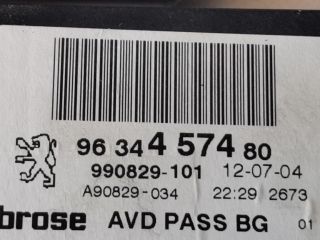 96 34 4 574 80
990829-101 12-07-04
A90829-034 22:29 2673
brose AVD PASS BG 01